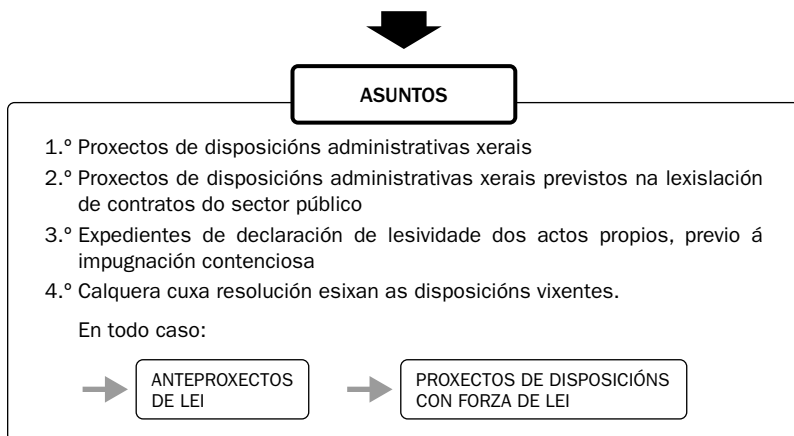 ASUNTOS
1.º Proxectos de disposicións administrativas xerais
2.º Proxectos de disposicións administrativas xerais previstos na lexislación
de contratos do sector público
3.º Expedientes de declaración de lesividade dos actos propios, previo á
impugnación contenciosa
4.º Calquera cuxa resolución esixan as disposicións vixentes.
En todo caso:
ANTEPROXECTOS
DE LEI
PROXECTOS DE DISPOSICIÓNS
CON FORZA DE LEI